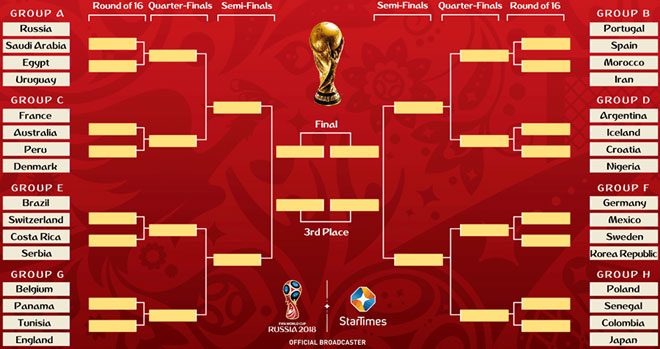 Round of 16 Quarter-Finals Semi-Finals
Semi-Finals Quarter-Finals Round of 16
GROUP A
Russia
Saudi Arabia
Egypt
Uruguay
GROUP C
France
Australia
Peru
Denmark
GROUP E
Brazil
Switzerland
Costa Rica
Serbia
GROUP G
Belgium
Panama
Tunisia
England
Final
3rd Place
FIFA WORLD CUP
RUSSIA 2018
StarTimes
OFFICIAL BROADCASTER
GROUP B
Portugal
Spain
Morocco
Iran
GROUP D
Argentina
Iceland
Croatia
Nigeria
GROUP F
Germany
Mexico
Sweden
Korea Republic
GROUP H
Poland
Senegal
Colombia
Japan